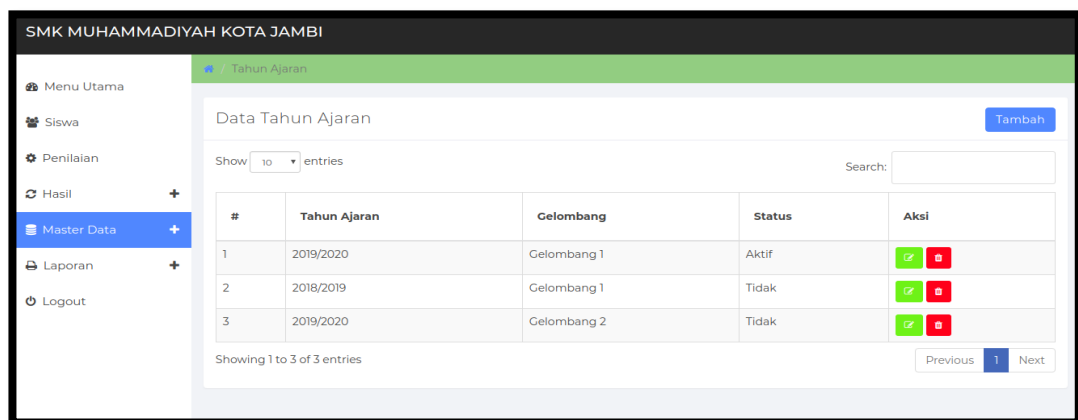 SMK MUHAMMADIYAH KOTA JAMBI
/ Tahun Ajaran
Menu Utama
Siswa
Penilaian
Hasil +
Master Data +
Laporan +
Logout
Data Tahun Ajaran Tambah
Show 10 entries Search:
# Tahun Ajaran Gelombang Status Aksi
1 2019/2020 Gelombang 1 Aktif
2 2018/2019 Gelombang 1 Tidak
3 2019/2020 Gelombang 2 Tidak
Showing 1 to 3 of 3 entries Previous 1 Next